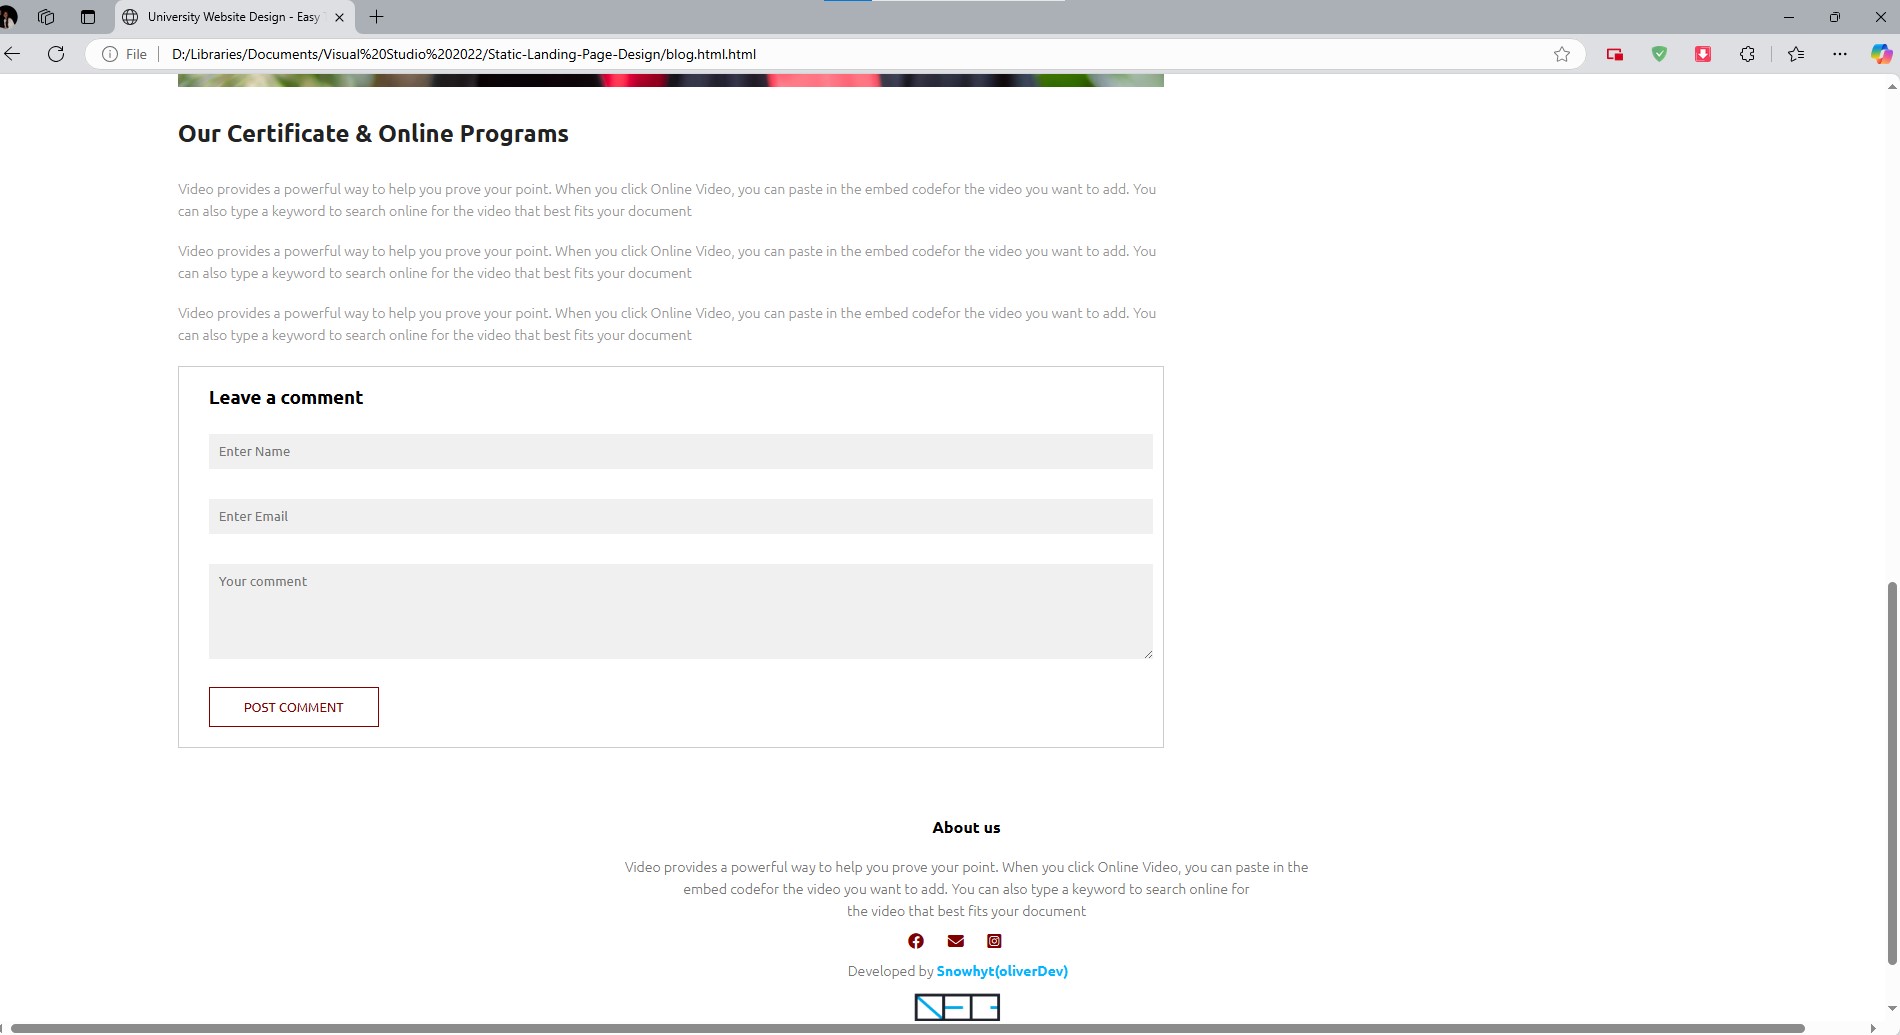 University Website Design - Easy T
File
D:/Libraries/Documents/Visual%20Studio%202022/Static-Landing-Page-Design/blog.html.html
Our Certificate & Online Programs
Video provides a powerful way to help you prove your point. When you click Online Video, you can paste in the embed codefor the video you want to add. You
can also type a keyword to search online for the video that best fits your document
Video provides a powerful way to help you prove your point. When you click Online Video, you can paste in the embed codefor the video you want to add. You
can also type a keyword to search online for the video that best fits your document
Video provides a powerful way to help you prove your point. When you click Online Video, you can paste in the embed codefor the video you want to add. You
can also type a keyword to search online for the video that best fits your document
Leave a comment
Enter Name
Enter Email
Your comment
POST COMMENT
About us
Video provides a powerful way to help you prove your point. When you click Online Video, you can paste in the
embed codefor the video you want to add. You can also type a keyword to search online for
the video that best fits your document
Developed by Snowhyt(oliverDev)